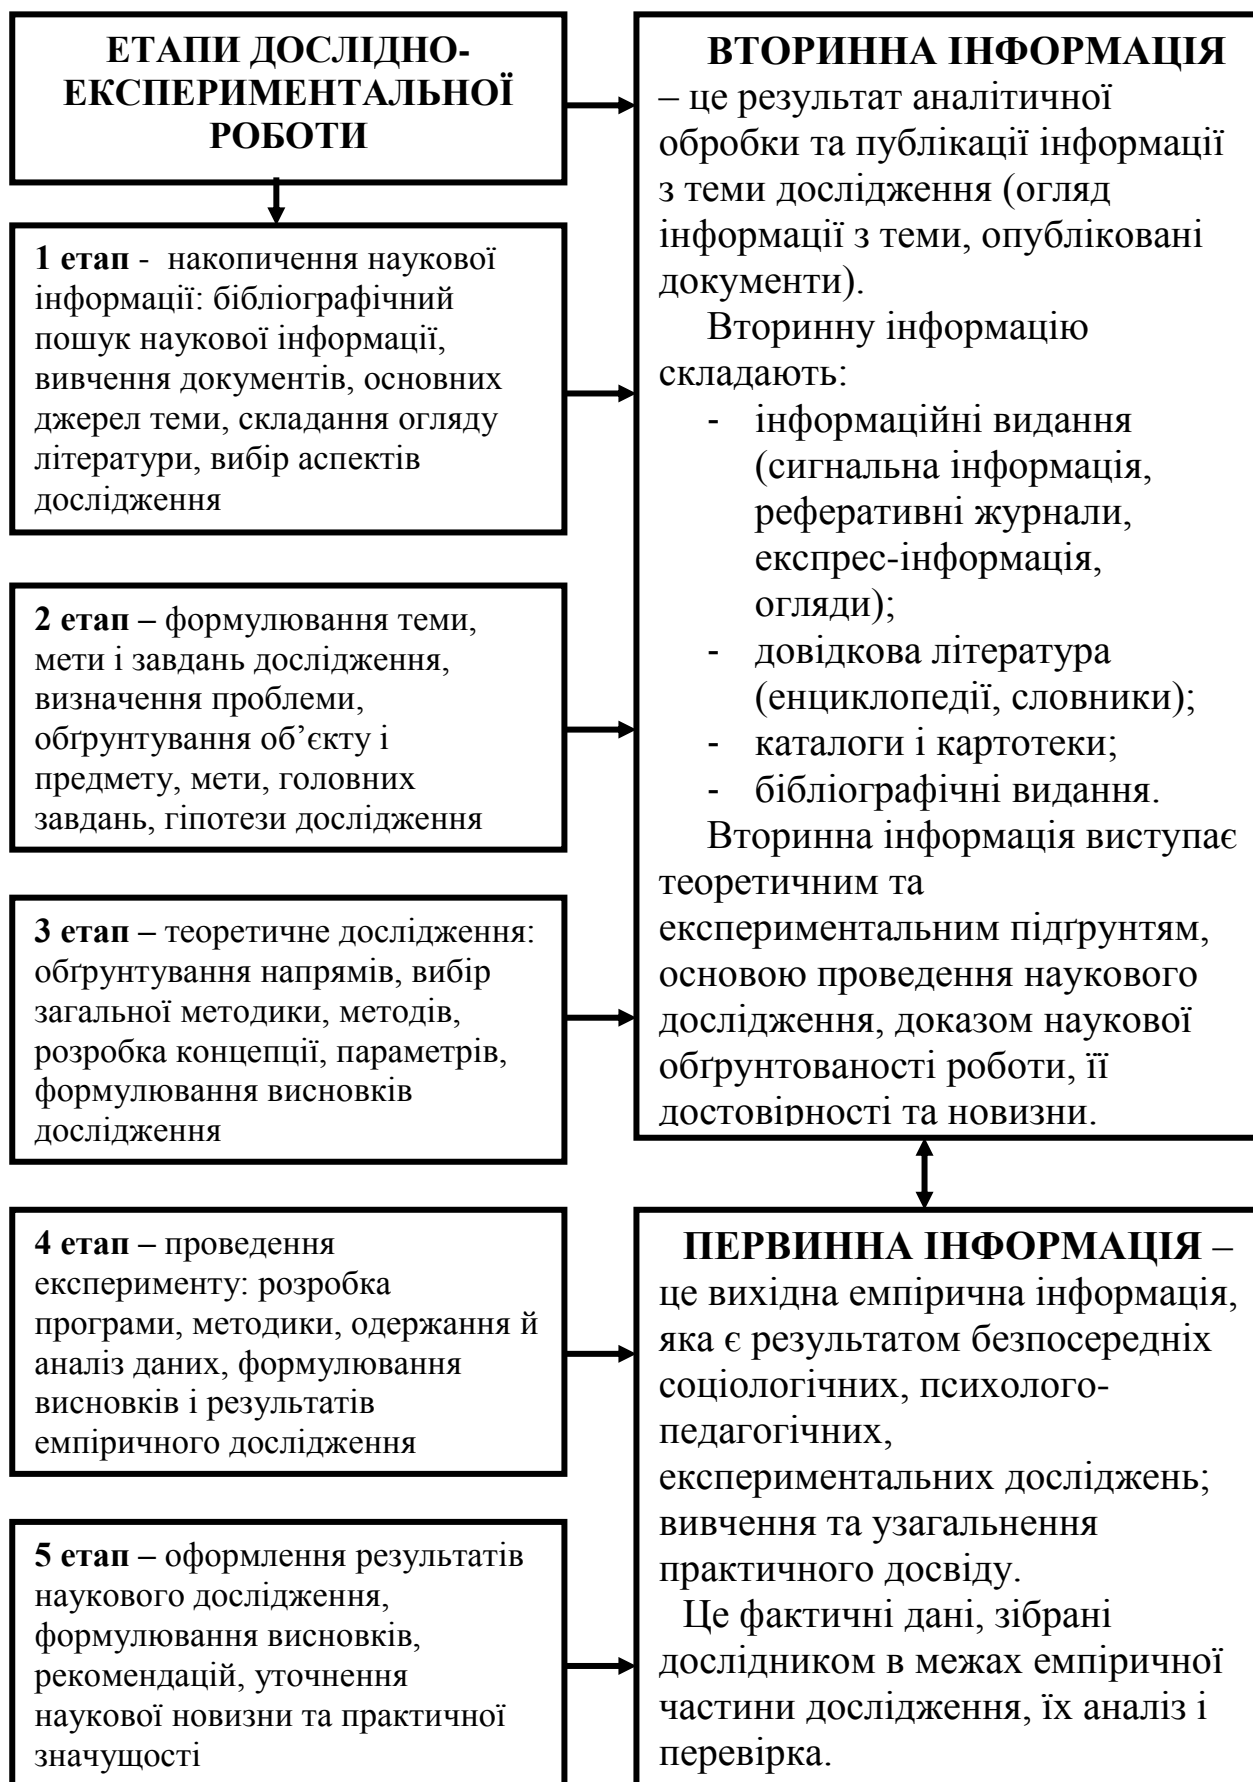 ЕТАПИ ДОСЛІДНО-
ЕКСПЕРИМЕНТАЛЬНОЇ
РОБОТИ
1 етап - накопичення наукової
інформації: бібліографічний
пошук наукової інформації,
вивчення документів, основних
джерел теми, складання огляду
літератури, вибір аспектів
дослідження
2 етап – формулювання теми,
мети і завдань дослідження,
визначення проблеми,
обґрунтування об’єкту і
предмету, мети, головних
завдань, гіпотези дослідження
3 етап – теоретичне дослідження:
обґрунтування напрямів, вибір
загальної методики, методів,
розробка концепції, параметрів,
формулювання висновків
дослідження
4 етап – проведення
експерименту: розробка
програми, методики, одержання й
аналіз даних, формулювання
висновків і результатів
емпіричного дослідження
5 етап – оформлення результатів
наукового дослідження,
формулювання висновків,
рекомендацій, уточнення
наукової новизни та практичної
значущості
ВТОРИННА ІНФОРМАЦІЯ
– це результат аналітичної
обробки та публікації інформації
з теми дослідження (огляд
інформації з теми, опубліковані
документи).
Вторинну інформацію
складають:
- інформаційні видання
(сигнальна інформація,
реферативні журнали,
експрес-інформація,
огляди);
- довідкова література
(енциклопедії, словники);
- каталоги і картотеки;
- бібліографічні видання.
Вторинна інформація виступає
теоретичним та
експериментальним підґрунтям,
основою проведення наукового
дослідження, доказом наукової
обґрунтованості роботи, її
достовірності та новизни.
ПЕРВИННА ІНФОРМАЦІЯ –
це вихідна емпірична інформація,
яка є результатом безпосередніх
соціологічних, психолого-
педагогічних,
експериментальних досліджень;
вивчення та узагальнення
практичного досвіду.
Це фактичні дані, зібрані
дослідником в межах емпіричної
частини дослідження, їх аналіз і
перевірка.